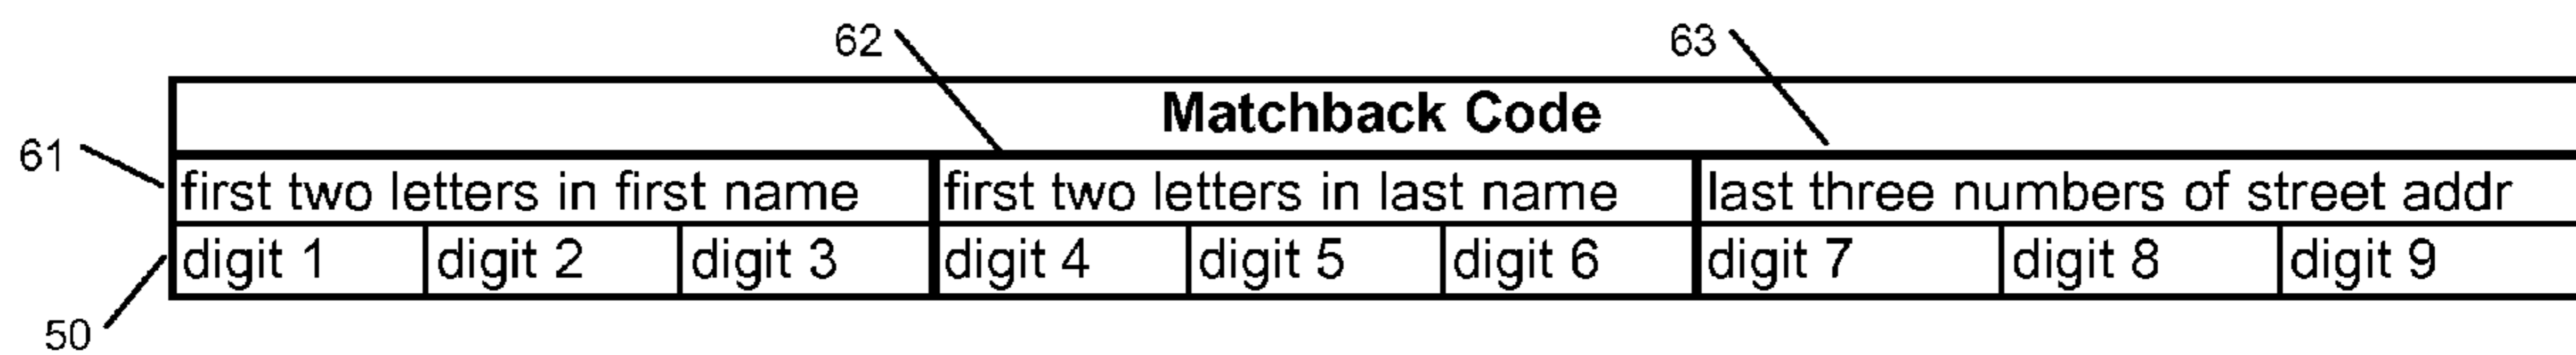 62 63
Matchback Code
61
first two letters in first name first two letters in last name last three numbers of street addr
digit 1 digit 2 digit 3 digit 4 digit 5 digit 6 digit 7 digit 8 digit 9
50